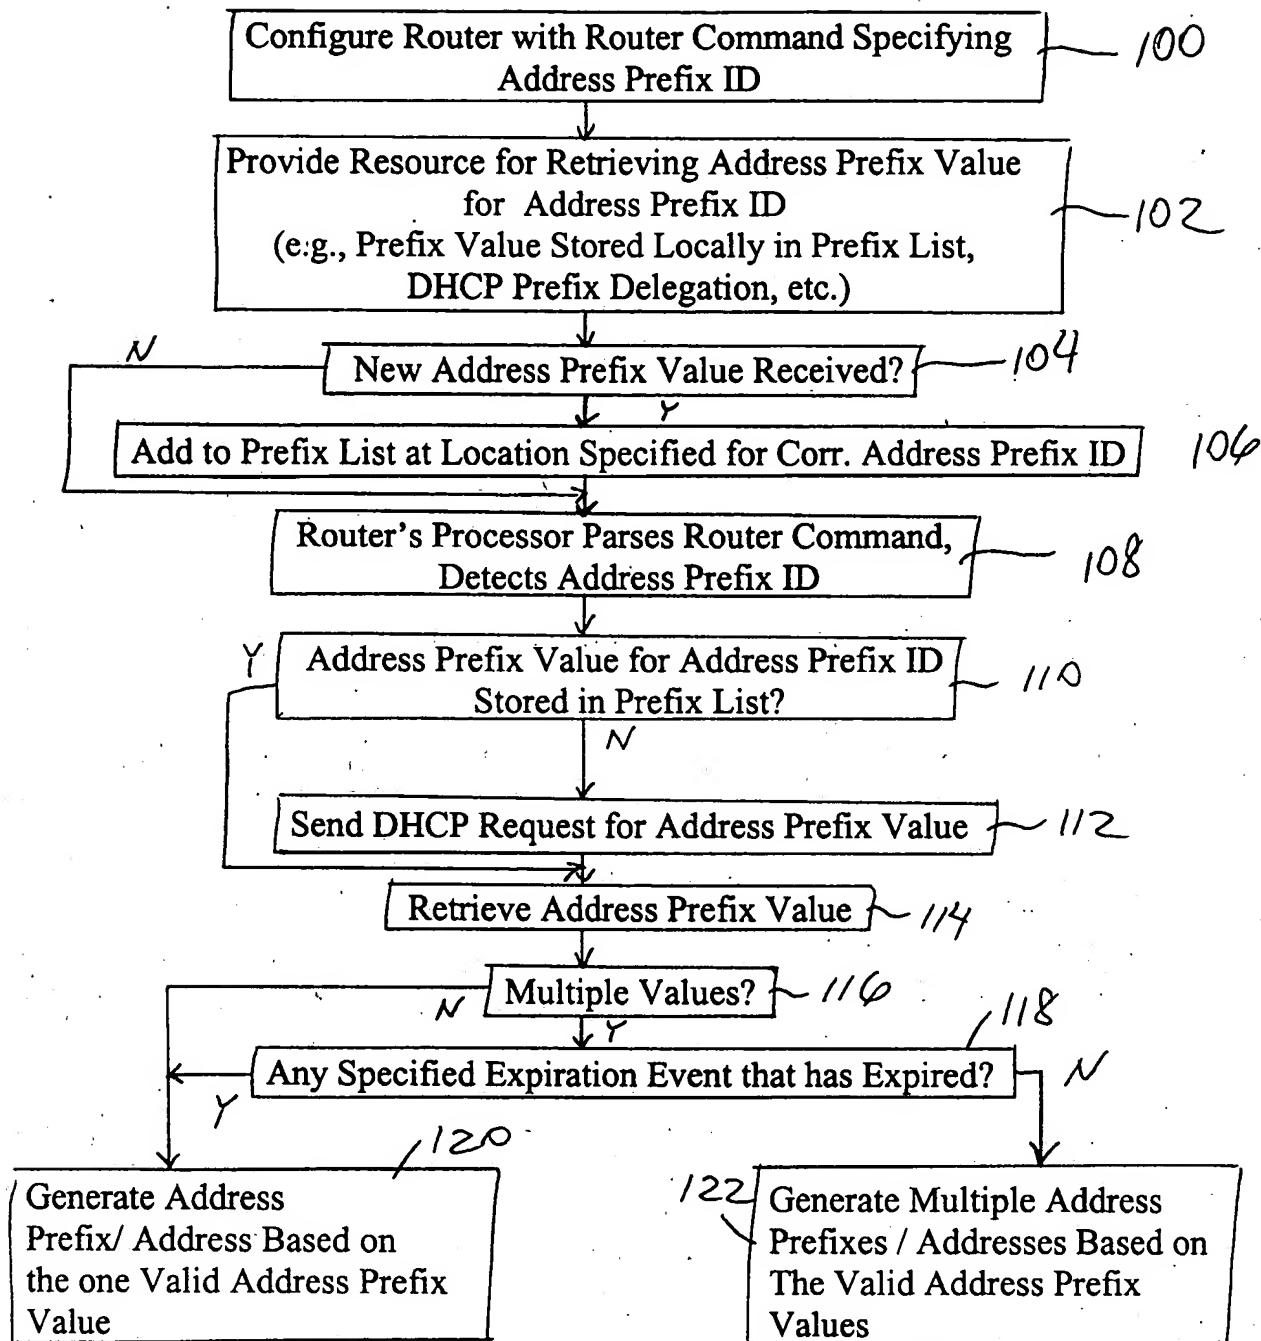 Configure Router with Router Command Specifying
Address Prefix ID
100
Provide Resource for Retrieving Address Prefix Value
for Address Prefix ID
(e.g., Prefix Value Stored Locally in Prefix List,
DHCP Prefix Delegation, etc.)
102
N
New Address Prefix Value Received?
104
Y
Add to Prefix List at Location Specified for Corr. Address Prefix ID
106
Router's Processor Parses Router Command,
Detects Address Prefix ID
108
Y
Address Prefix Value for Address Prefix ID
Stored in Prefix List?
110
N
Send DHCP Request for Address Prefix Value
112
Retrieve Address Prefix Value
114
Multiple Values?
116
N
Y
118
Any Specified Expiration Event that has Expired?
N
Y
120
Generate Address
Prefix/ Address Based on
the one Valid Address Prefix
Value
122
Generate Multiple Address
Prefixes / Addresses Based on
The Valid Address Prefix
Values